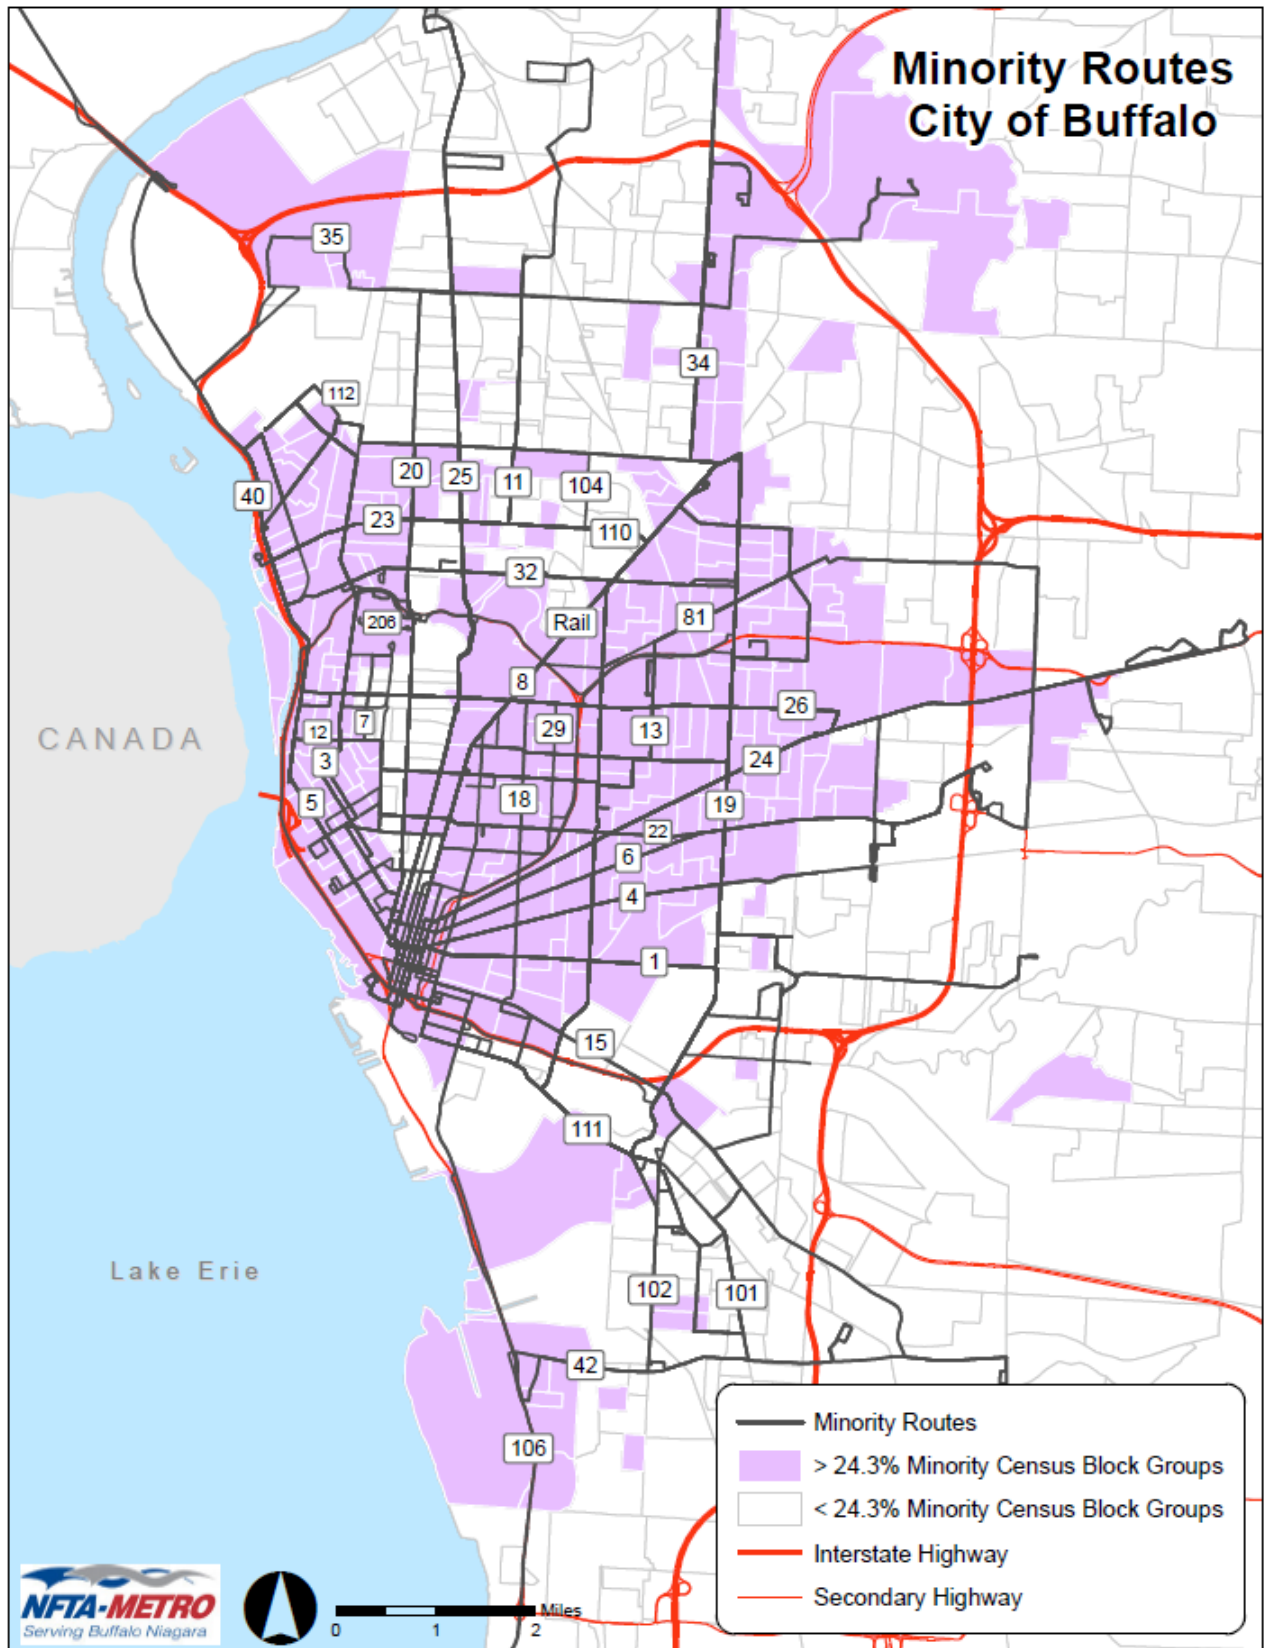 Minority Routes
City of Buffalo
35
34
112
20
25
11
104
40
23
110
32
206
Rail
81
8
7
12
29
13
26
3
24
5
18
19
22
6
4
1
15
111
102
101
42
106
CANADA
Lake Erie
Minority Routes
> 24.3% Minority Census Block Groups
< 24.3% Minority Census Block Groups
Interstate Highway
Secondary Highway
NFTA-METRO
Serving Buffalo Niagara
Miles
0 1 2